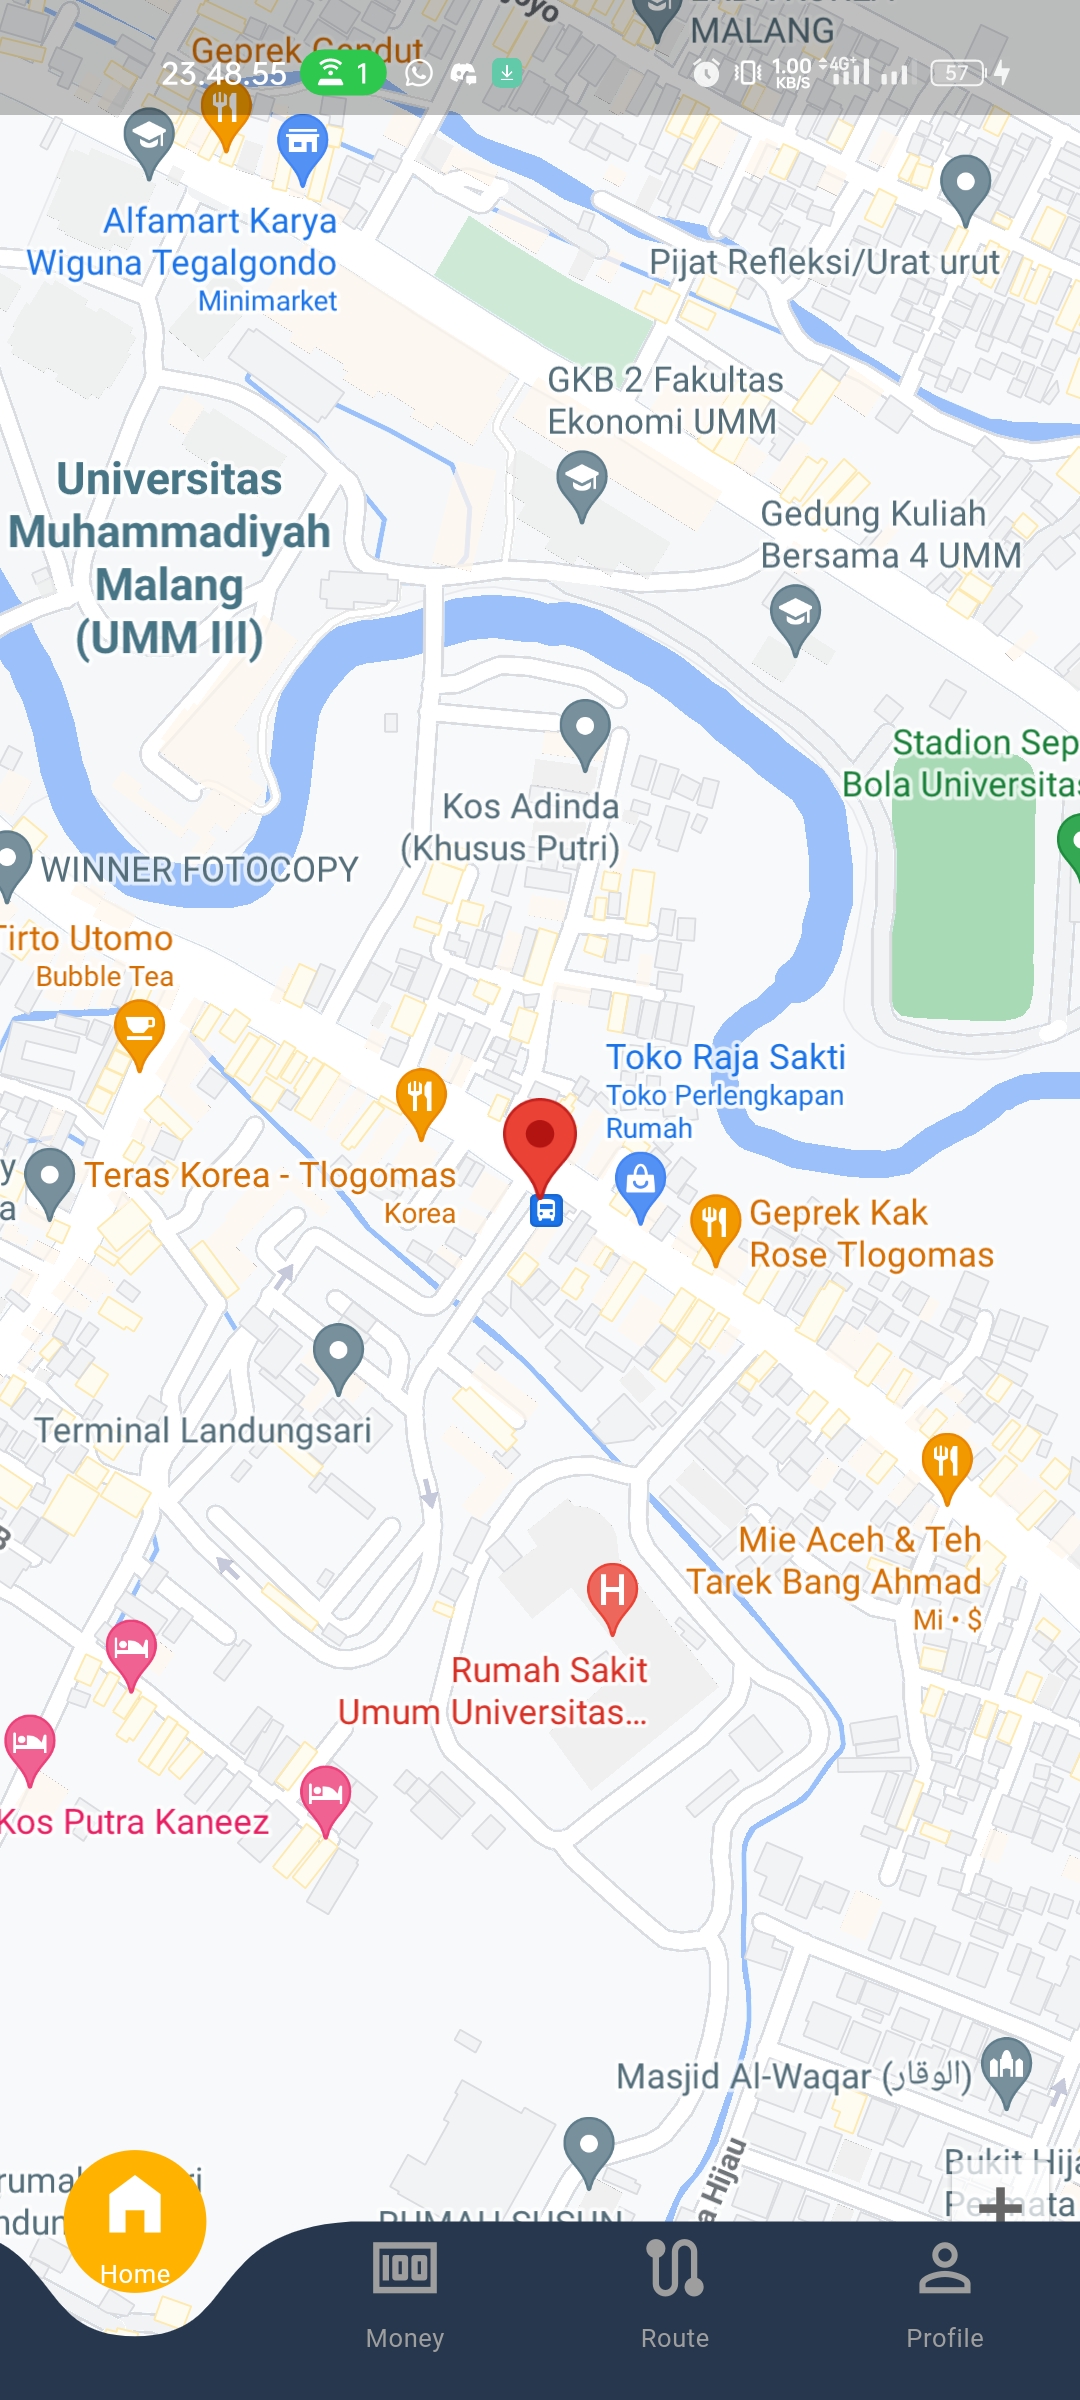 MALANG
Geprek Gendut
23.48.55
1
1.00
KB/S
4G+
57
Alfamart Karya
Wiguna Tegalgondo
Minimarket
Pijat Refleksi/Urat urut
GKB 2 Fakultas
Ekonomi UMM
Universitas
Muhammadiyah
Malang
(UMM III)
Gedung Kuliah
Bersama 4 UMM
Stadion Sep
Bola Universitas
Kos Adinda
(Khusus Putri)
WINNER FOTOCOPY
Tirto Utomo
Bubble Tea
Toko Raja Sakti
Toko Perlengkapan
Rumah
Teras Korea - Tlogomas
Korea
y
a
Geprek Kak
Rose Tlogomas
Terminal Landungsari
Mie Aceh & Teh
Tarek Bang Ahmad
Mi • $
H
Rumah Sakit
Umum Universitas...
Kos Putra Kaneez
Masjid Al-Waqar (الوقار)
a Hijau
Bukit Hija
Permata
RUMAH SUSUN
Home
100
Money
Route
Profile